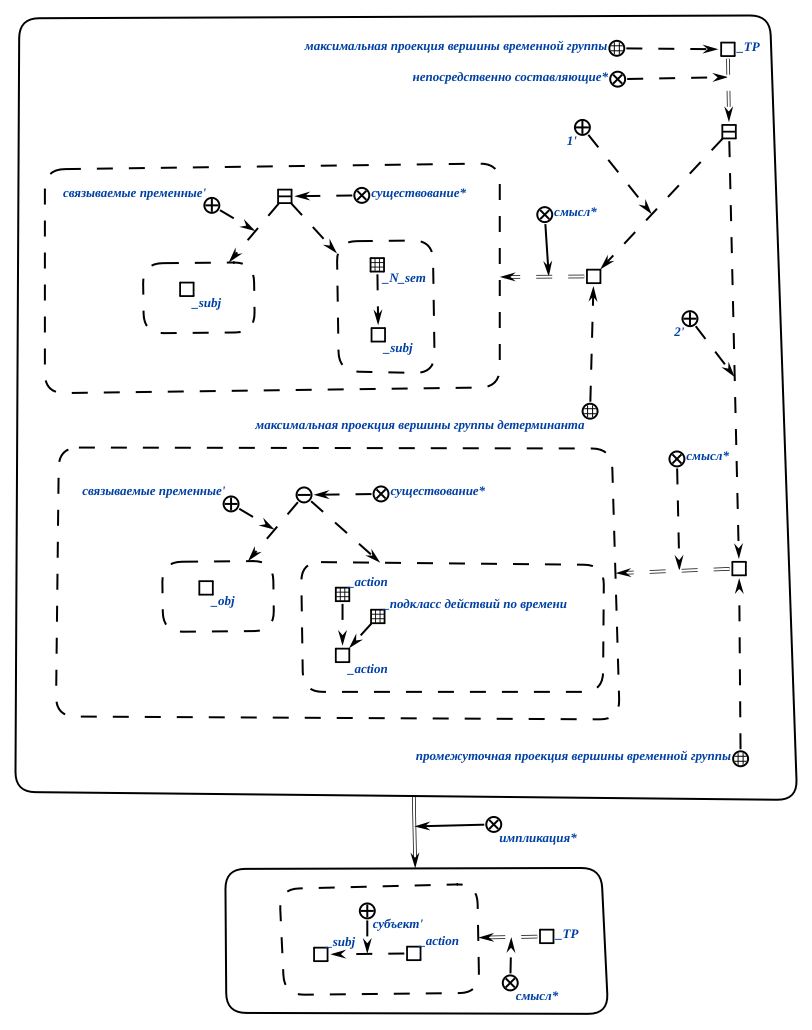 максимальная проекция вершины временной группы
_TP
непосредственно составляющие*
1'
связываемые пременные'
существование*
смысл*
_N_sem
_subj
_subj
2'
максимальная проекция вершины группы детерминанта
смысл*
связываемые пременные'
существование*
_action
_obj
_подкласс действий по времени
_action
промежуточная проекция вершины временной группы
импликация*
субъект'
_subj
_action
_TP
смысл*